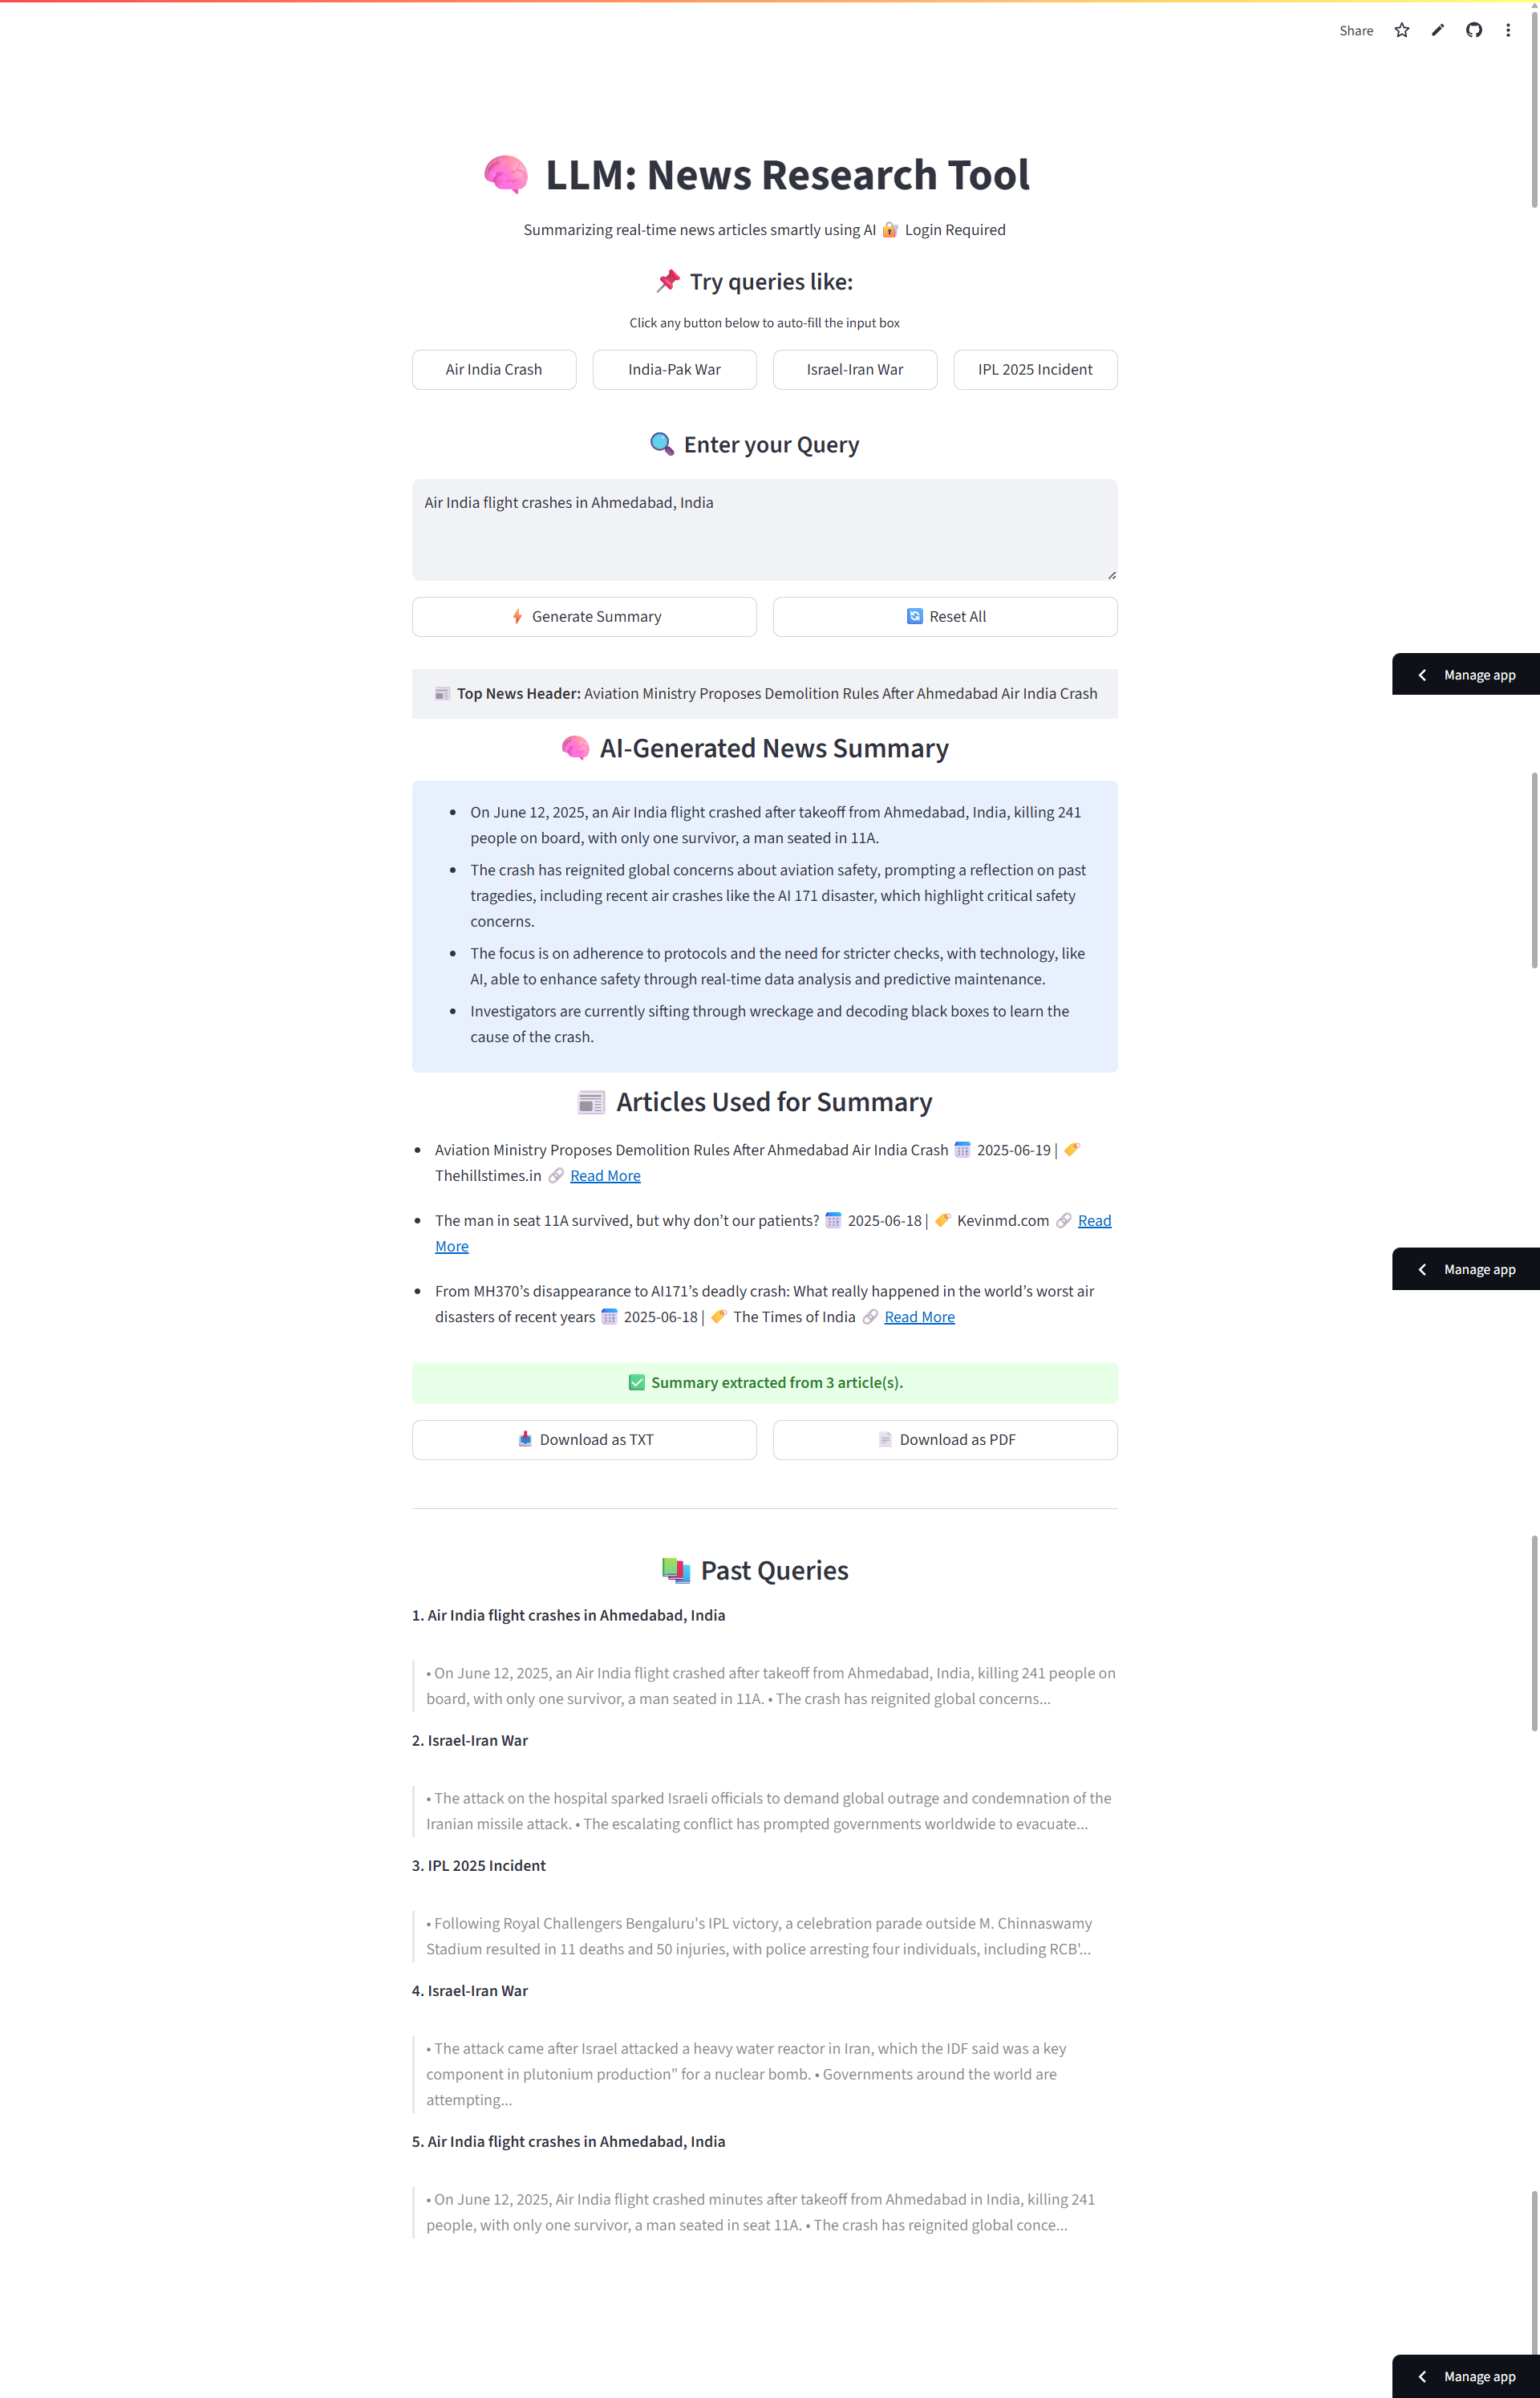 Share
LLM: News Research Tool
Summarizing real-time news articles smartly using AI 🔐 Login Required
Try queries like:
Click any button below to auto-fill the input box
Air India Crash
India-Pak War
Israel-Iran War
IPL 2025 Incident
Enter your Query
Air India flight crashes in Ahmedabad, India
Generate Summary
Reset All
Manage app
Top News Header: Aviation Ministry Proposes Demolition Rules After Ahmedabad Air India Crash
AI-Generated News Summary
• On June 12, 2025, an Air India flight crashed after takeoff from Ahmedabad, India, killing 241
people on board, with only one survivor, a man seated in 11A.
• The crash has reignited global concerns about aviation safety, prompting a reflection on past
tragedies, including recent air crashes like the AI 171 disaster, which highlight critical safety
concerns.
• The focus is on adherence to protocols and the need for stricter checks, with technology, like
AI, able to enhance safety through real-time data analysis and predictive maintenance.
• Investigators are currently sifting through wreckage and decoding black boxes to learn the
cause of the crash.
Articles Used for Summary
• Aviation Ministry Proposes Demolition Rules After Ahmedabad Air India Crash 2025-06-19 |
Thehillstimes.in Read More
• The man in seat 11A survived, but why don’t our patients? 2025-06-18 | Kevinmd.com Read
More
Manage app
• From MH370’s disappearance to AI171’s deadly crash: What really happened in the world’s worst air
disasters of recent years 2025-06-18 | The Times of India Read More
Summary extracted from 3 article(s).
Download as TXT
Download as PDF
Past Queries
1. Air India flight crashes in Ahmedabad, India
• On June 12, 2025, an Air India flight crashed after takeoff from Ahmedabad, India, killing 241 people on
board, with only one survivor, a man seated in 11A. • The crash has reignited global concerns...
2. Israel-Iran War
• The attack on the hospital sparked Israeli officials to demand global outrage and condemnation of the
Iranian missile attack. • The escalating conflict has prompted governments worldwide to evacuate...
3. IPL 2025 Incident
• Following Royal Challengers Bengaluru's IPL victory, a celebration parade outside M. Chinnaswamy
Stadium resulted in 11 deaths and 50 injuries, with police arresting four individuals, including RCB'...
4. Israel-Iran War
• The attack came after Israel attacked a heavy water reactor in Iran, which the IDF said was a key
component in plutonium production" for a nuclear bomb. • Governments around the world are
attempting...
5. Air India flight crashes in Ahmedabad, India
• On June 12, 2025, Air India flight crashed minutes after takeoff from Ahmedabad in India, killing 241
people, with only one survivor, a man seated in seat 11A. • The crash has reignited global conce...
Manage app